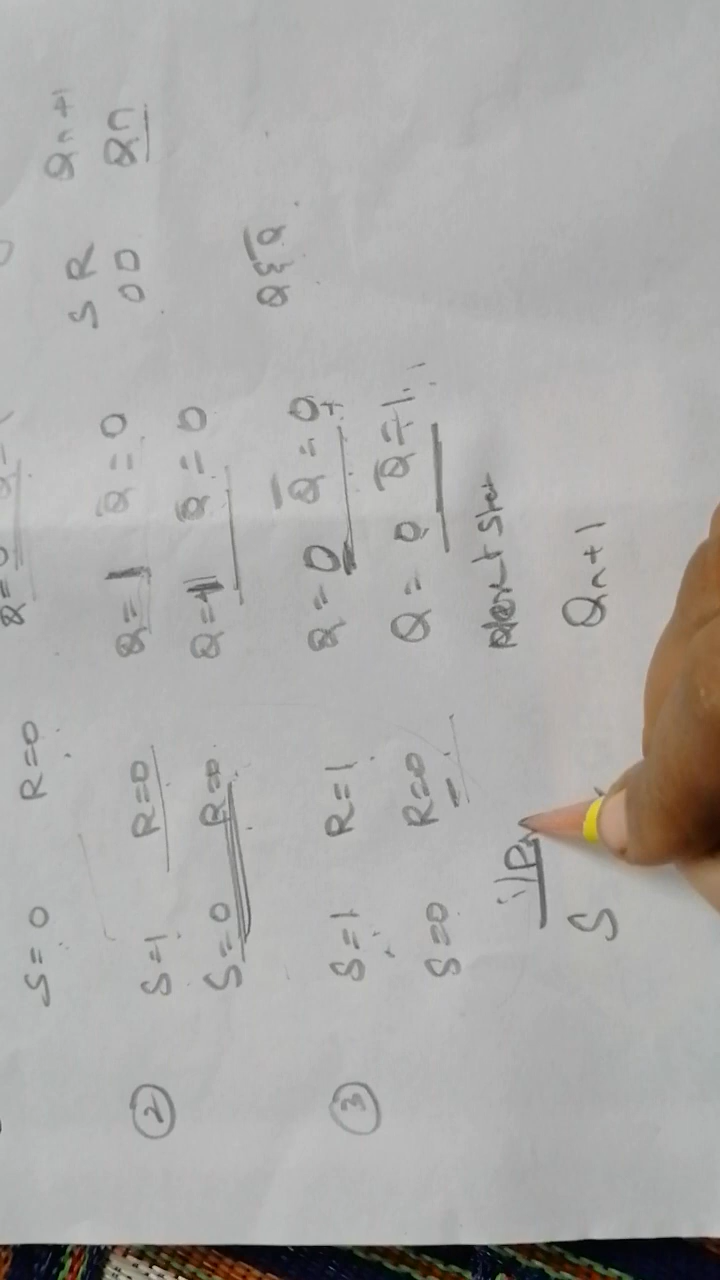 S=0 R=0
S R Qn+1
0 0 Qn
② S=1 R=0 Q=1 Q̅=0
S=0 R=0 Q=1 Q̅=0
Q & Q̅
③ S=1 R=1 Q=0 Q̅=0
S=0 R=0 Q=0 Q̅=1
i/p Next
S Qn+1